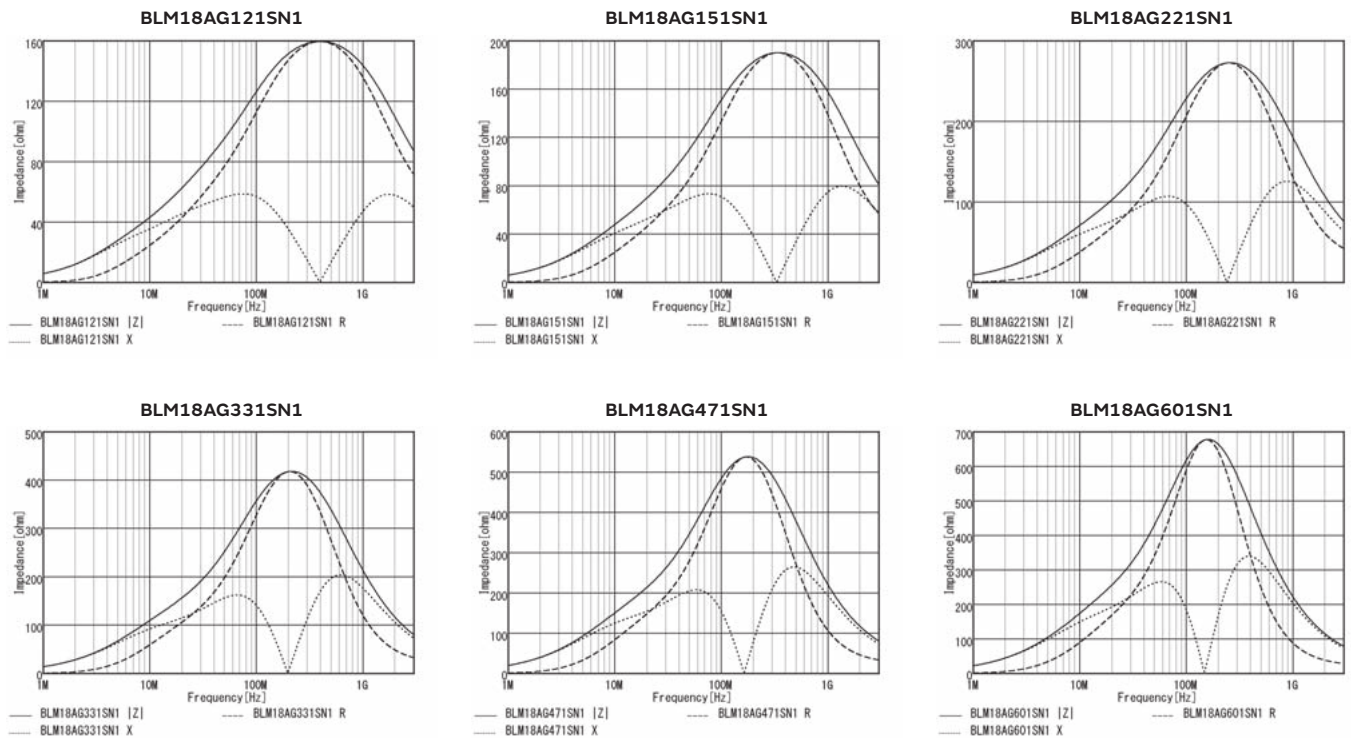 BLM18AG121SN1
160
120
80
40
0
Impedance[ohm]
1M 10M 100M 1G
Frequency[Hz]
BLM18AG121SN1 |Z| BLM18AG121SN1 R
BLM18AG121SN1 X
BLM18AG151SN1
200
160
120
80
40
0
Impedance[ohm]
1M 10M 100M 1G
Frequency[Hz]
BLM18AG151SN1 |Z| BLM18AG151SN1 R
BLM18AG151SN1 X
BLM18AG221SN1
300
200
100
0
Impedance[ohm]
1M 10M 100M 1G
Frequency[Hz]
BLM18AG221SN1 |Z| BLM18AG221SN1 R
BLM18AG221SN1 X
BLM18AG331SN1
500
400
300
200
100
0
Impedance[ohm]
1M 10M 100M 1G
Frequency[Hz]
BLM18AG331SN1 |Z| BLM18AG331SN1 R
BLM18AG331SN1 X
BLM18AG471SN1
600
500
400
300
200
100
0
Impedance[ohm]
1M 10M 100M 1G
Frequency[Hz]
BLM18AG471SN1 |Z| BLM18AG471SN1 R
BLM18AG471SN1 X
BLM18AG601SN1
700
600
500
400
300
200
100
0
Impedance[ohm]
1M 10M 100M 1G
Frequency[Hz]
BLM18AG601SN1 |Z| BLM18AG601SN1 R
BLM18AG601SN1 X